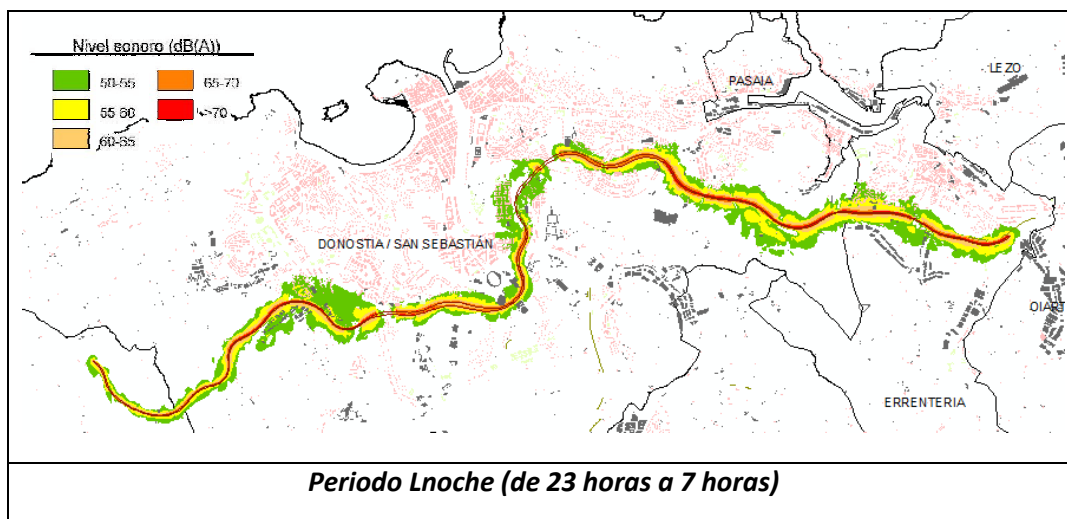 Nivel sonoro (dB(A))
50-55
65-70
55-60
>70
60-65
PASAIA
LEZO
DONOSTIA / SAN SEBASTIÁN
OIART
ERRENTERIA
Periodo Lnoche (de 23 horas a 7 horas)